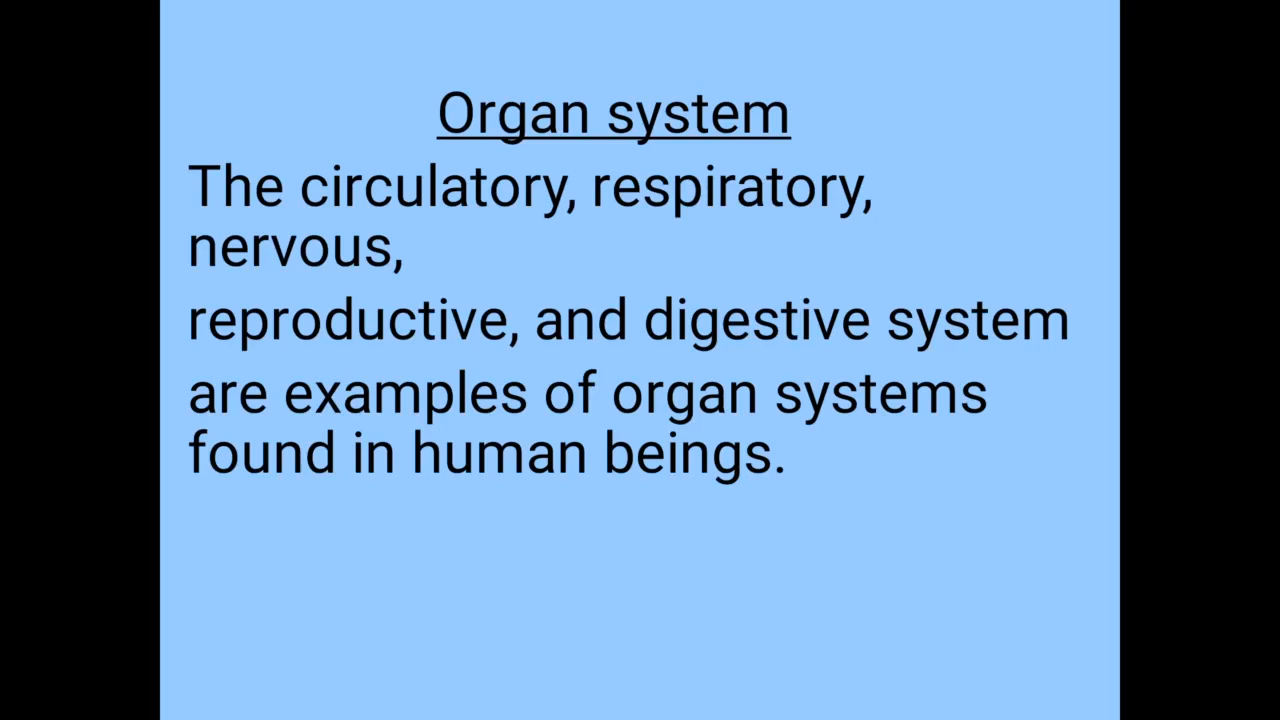 Organ system
The circulatory, respiratory,
nervous,
reproductive, and digestive system
are examples of organ systems
found in human beings.